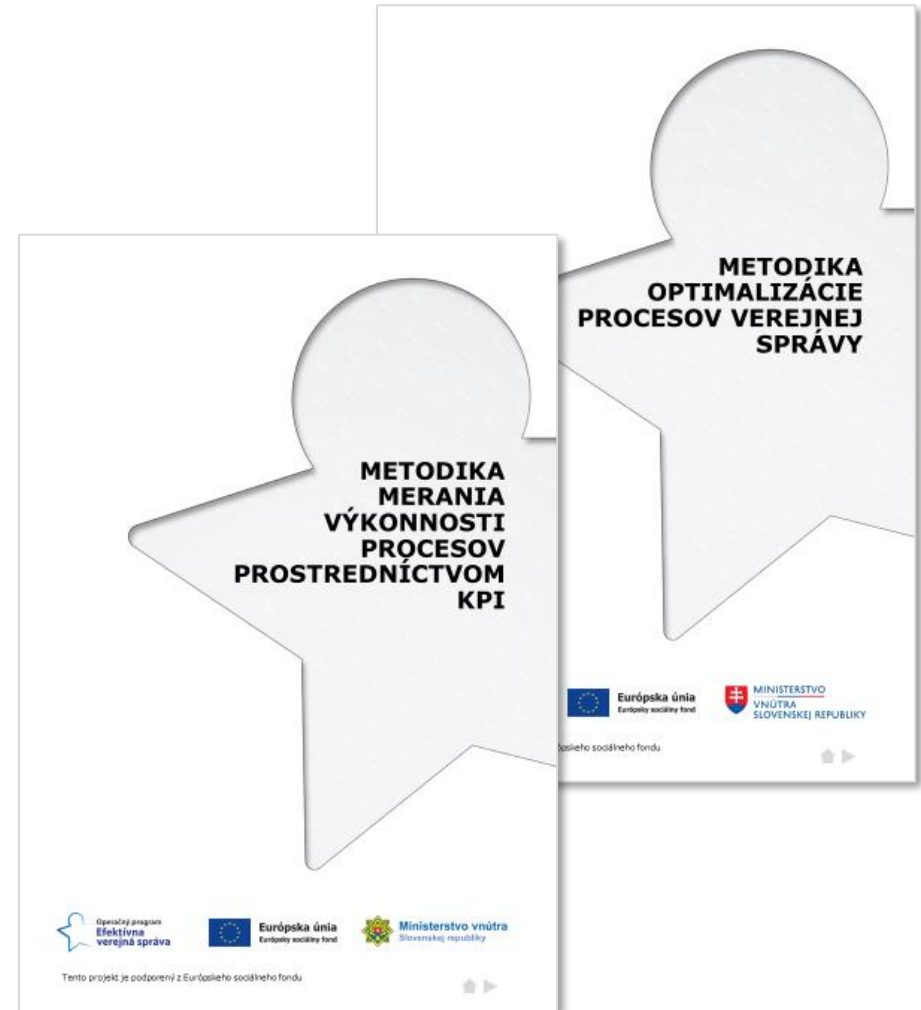 METODIKA
OPTIMALIZÁCIE
PROCESOV VEREJNEJ
SPRÁVY
Európska únia
Európsky sociálny fond
MINISTERSTVO
VNÚTRA
SLOVENSKEJ REPUBLIKY
sociálneho fondu
METODIKA
MERANIA
VÝKONNOSTI
PROCESOV
PROSTREDNÍCTVOM
KPI
Operačný program
Efektívna
verejná správa
Európska únia
Európsky sociálny fond
Ministerstvo vnútra
Slovenskej republiky
Tento projekt je podporený z Európskeho sociálneho fondu